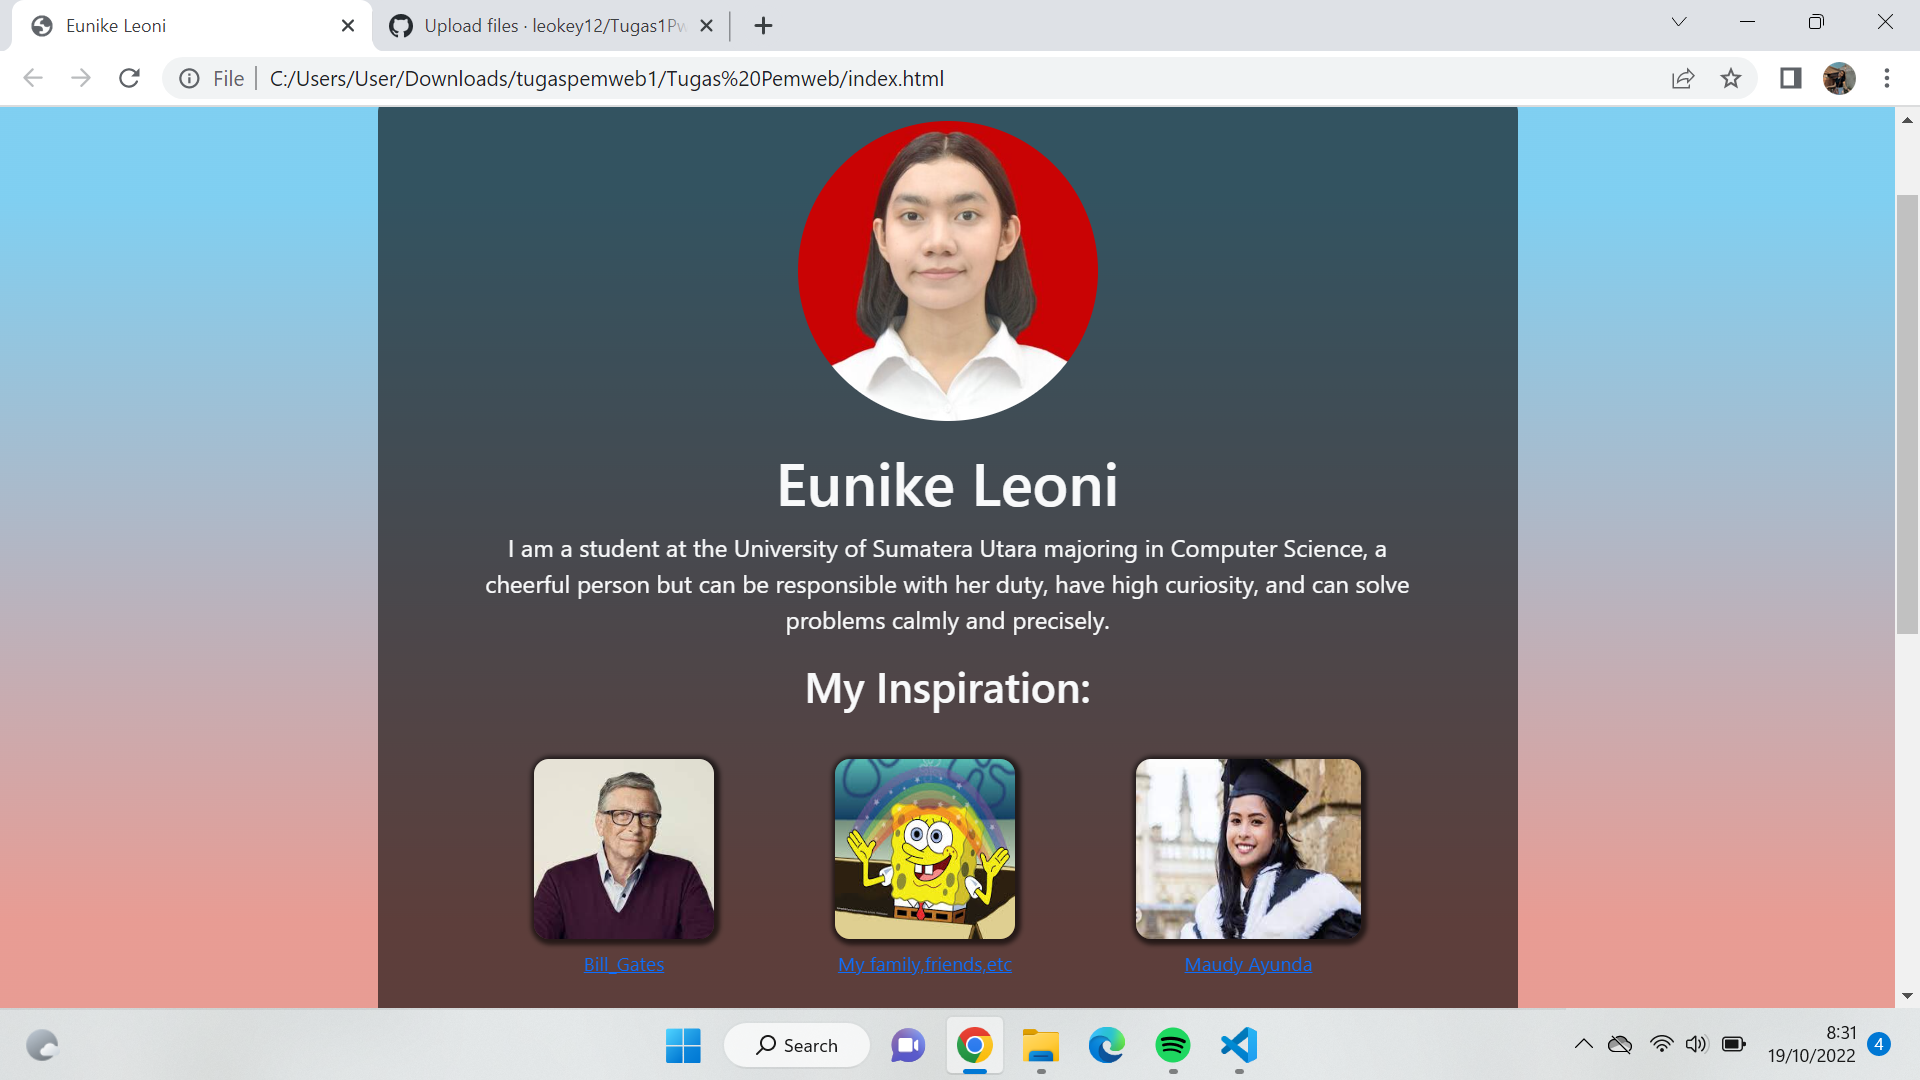 Eunike Leoni
Upload files · leokey12/Tugas1Pw
File
C:/Users/User/Downloads/tugaspemweb1/Tugas%20Pemweb/index.html
Eunike Leoni
I am a student at the University of Sumatera Utara majoring in Computer Science, a
cheerful person but can be responsible with her duty, have high curiosity, and can solve
problems calmly and precisely.
My Inspiration:
Bill_Gates
My family,friends,etc
Maudy Ayunda
Search
8:31
19/10/2022
4